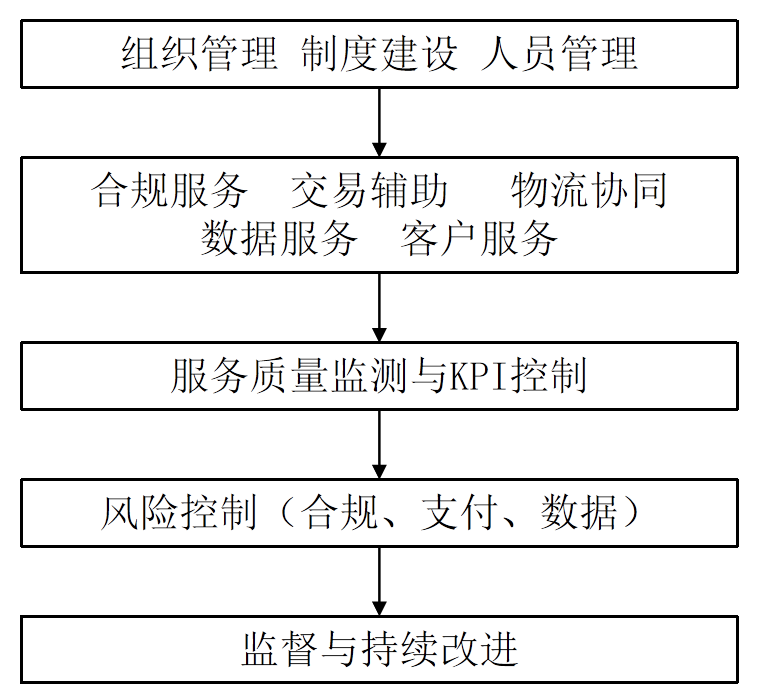 组织管理 制度建设 人员管理
合规服务 交易辅助 物流协同
数据服务 客户服务
服务质量监测与KPI控制
风险控制（合规、支付、数据）
监督与持续改进